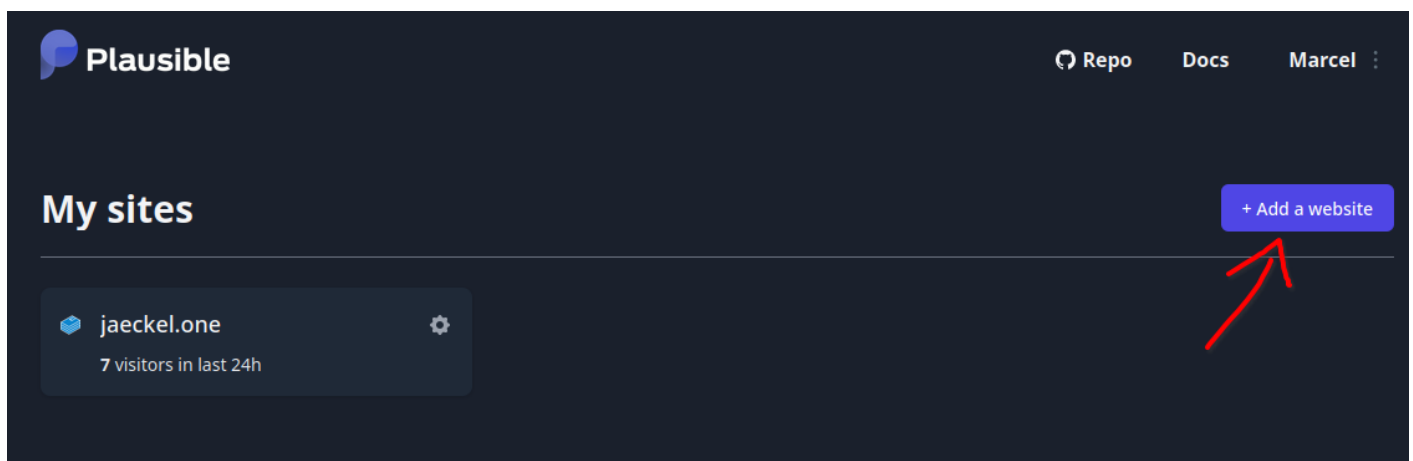 Plausible
Repo Docs Marcel
My sites
+ Add a website
jaeckel.one
7 visitors in last 24h